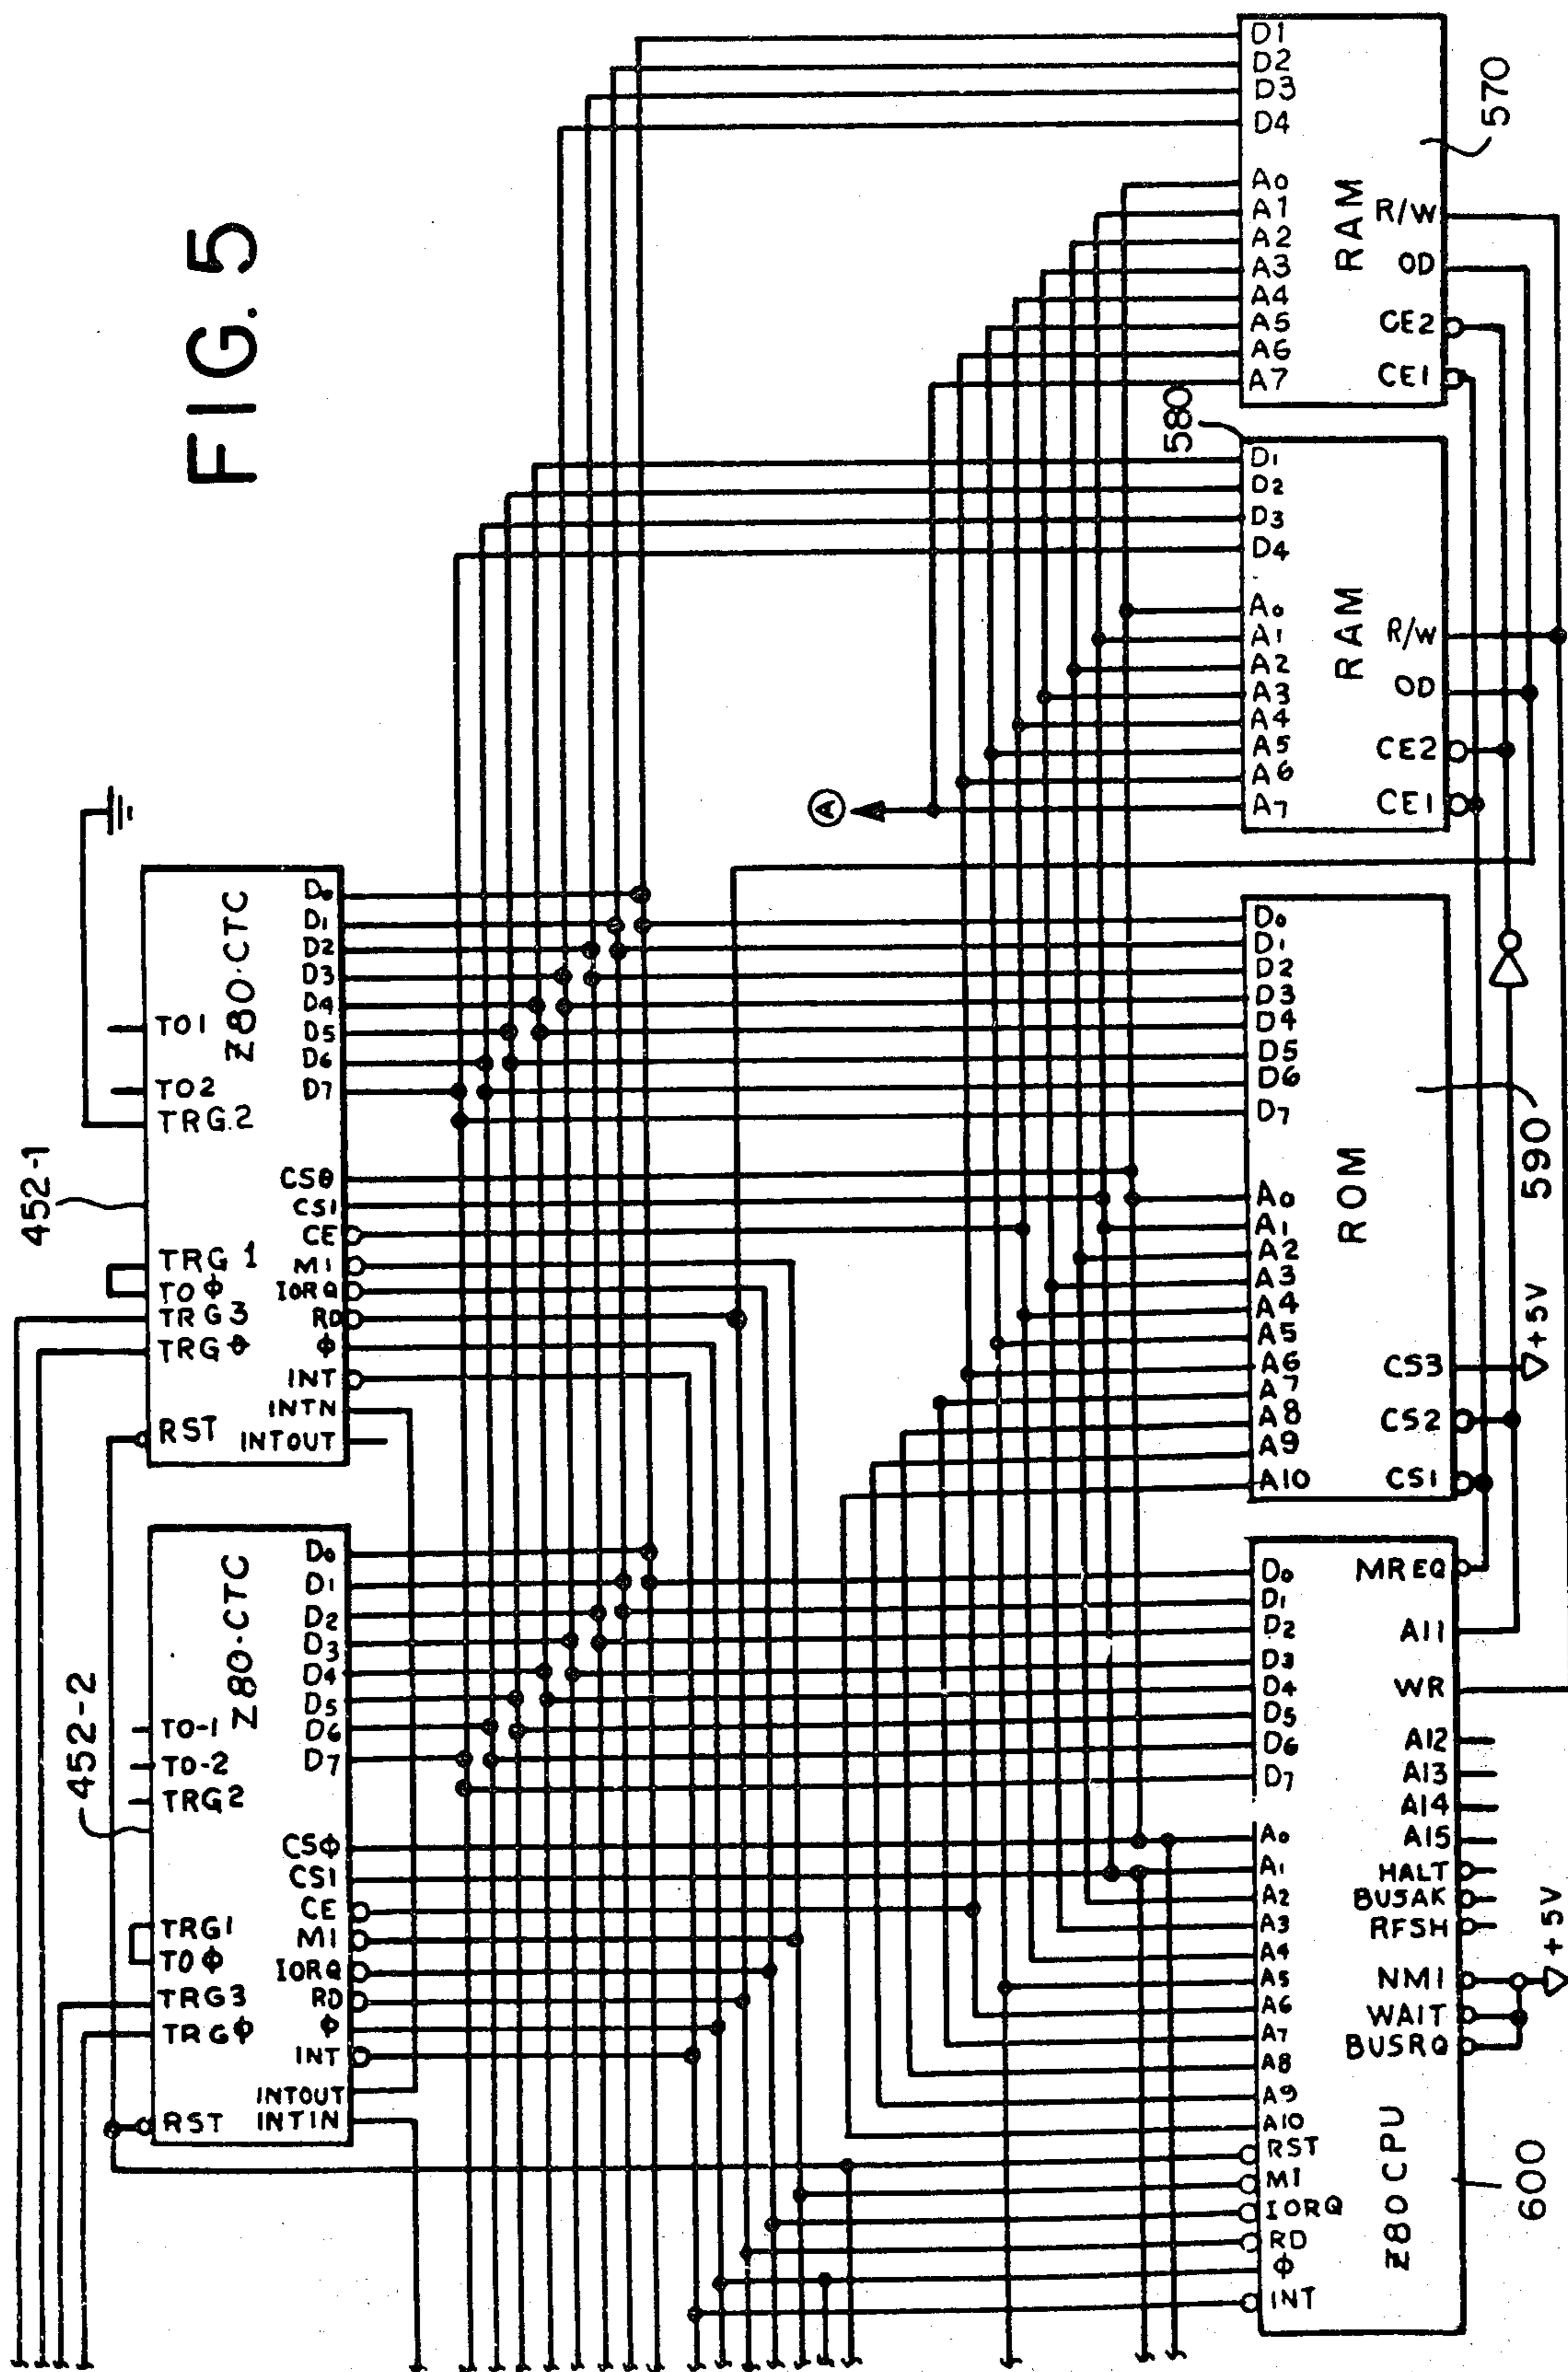 FIG. 5
452-1
Z80·CTC
TO1
TO2
TRG.2
TRG 1
TOΦ
TRG3
TRGΦ
RST
D0
D1
D2
D3
D4
D5
D6
D7
CS0
CS1
CE
M1
IORQ
RD
Φ
INT
INTN
INTOUT
452-2
Z80·CTC
TO-1
TO-2
TRG2
TRG1
TOΦ
TRG3
TRGΦ
RST
D0
D1
D2
D3
D4
D5
D6
D7
CSΦ
CS1
CE
M1
IORQ
RD
Φ
INT
INTOUT
INTIN
A
570
RAM
D1
D2
D3
D4
A0
A1
A2
A3
A4
A5
A6
A7
R/W
OD
CE2
CE1
580
RAM
D1
D2
D3
D4
A0
A1
A2
A3
A4
A5
A6
A7
R/W
OD
CE2
CE1
590
ROM
D0
D1
D2
D3
D4
D5
D6
D7
A0
A1
A2
A3
A4
A5
A6
A7
A8
A9
A10
CS3
+5V
CS2
CS1
600
Z80CPU
D0
D1
D2
D3
D4
D5
D6
D7
A0
A1
A2
A3
A4
A5
A6
A7
A8
A9
A10
RST
M1
IORQ
RD
Φ
INT
MREQ
A11
WR
A12
A13
A14
A15
HALT
BUSAK
RFSH
NMI
WAIT
BUSRQ
+5V